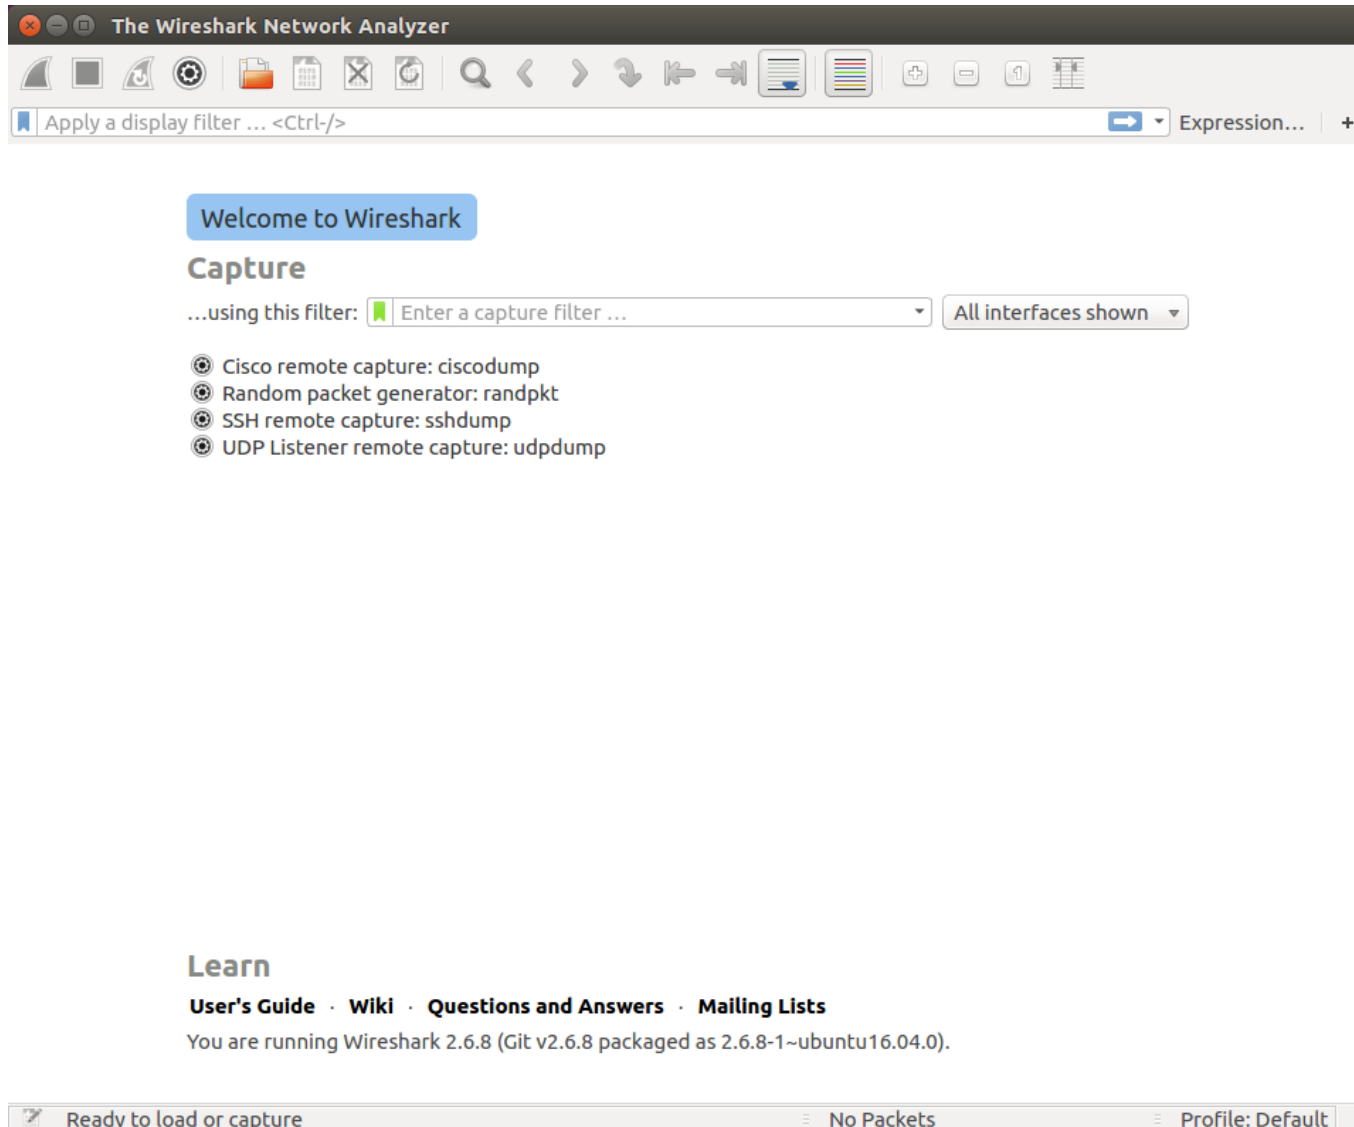 The Wireshark Network Analyzer
Apply a display filter … <Ctrl-/> Expression… +
Welcome to Wireshark
Capture
…using this filter: Enter a capture filter … All interfaces shown
Cisco remote capture: ciscodump
Random packet generator: randpkt
SSH remote capture: sshdump
UDP Listener remote capture: udpdump
Learn
User's Guide · Wiki · Questions and Answers · Mailing Lists
You are running Wireshark 2.6.8 (Git v2.6.8 packaged as 2.6.8-1~ubuntu16.04.0).
Ready to load or capture No Packets Profile: Default